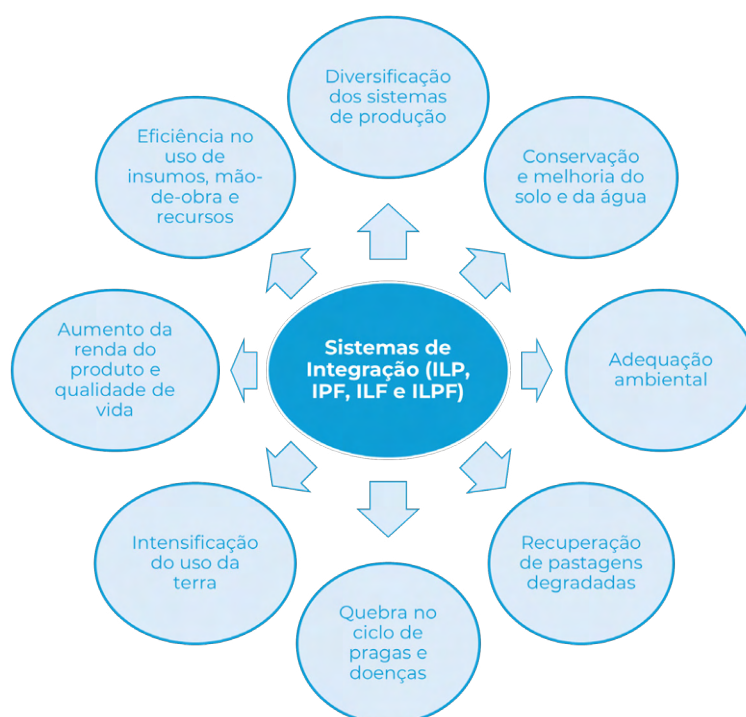 Diversificação
dos sistemas
de produção
Conservação
e melhoria do
solo e da água
Adequação
ambiental
Recuperação
de pastagens
degradadas
Quebra no
ciclo de
pragas e
doenças
Intensificação
do uso da
terra
Aumento da
renda do
produto e
qualidade de
vida
Eficiência no
uso de
insumos, mão-
de-obra e
recursos
Sistemas de
Integração (ILP,
IPF, ILF e ILPF)